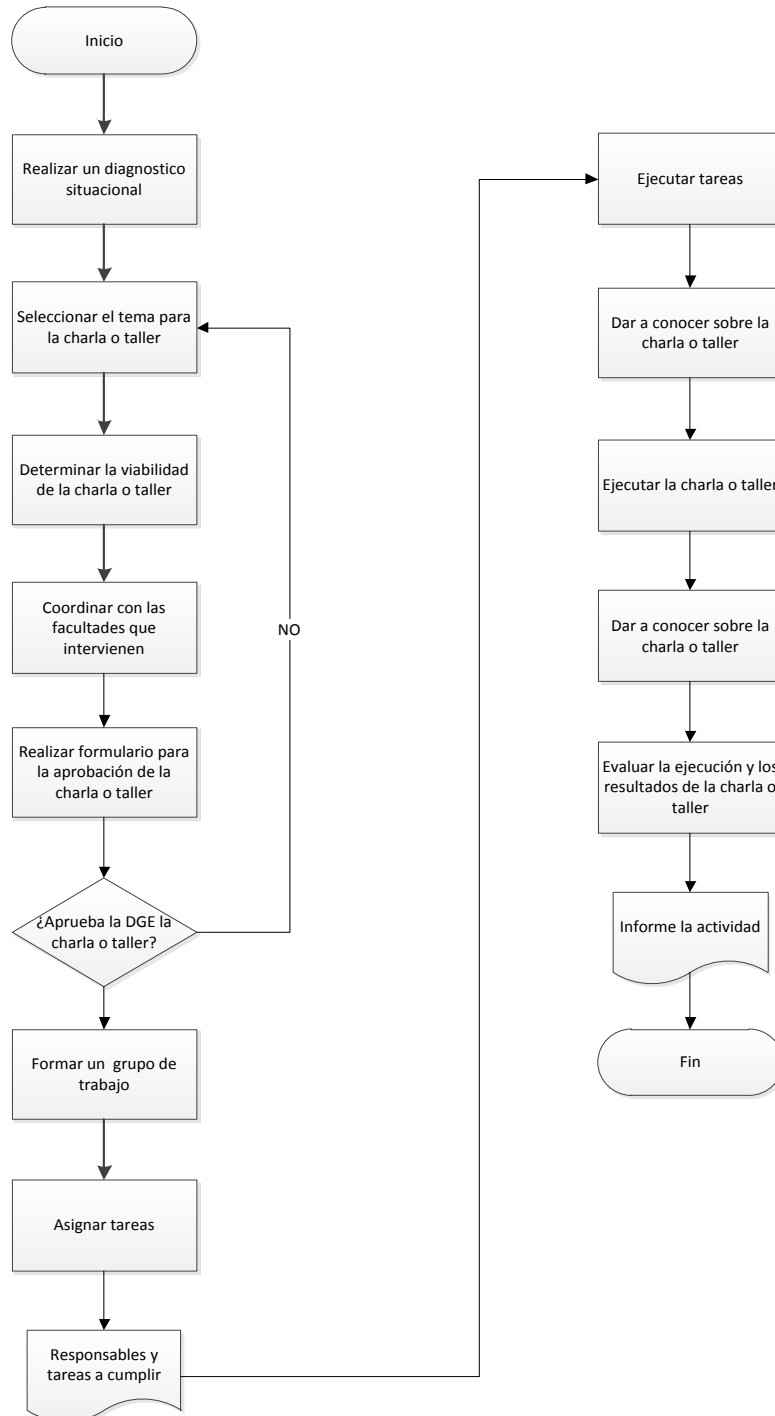 Inicio
Realizar un diagnostico
situacional
Seleccionar el tema para
la charla o taller
Determinar la viabilidad
de la charla o taller
Coordinar con las
facultades que
intervienen
NO
Realizar formulario para
la aprobación de la
charla o taller
¿Aprueba la DGE la
charla o taller?
Formar un grupo de
trabajo
Asignar tareas
Responsables y
tareas a cumplir
Ejecutar tareas
Dar a conocer sobre la
charla o taller
Ejecutar la charla o taller
Dar a conocer sobre la
charla o taller
Evaluar la ejecución y los
resultados de la charla o
taller
Informe la actividad
Fin